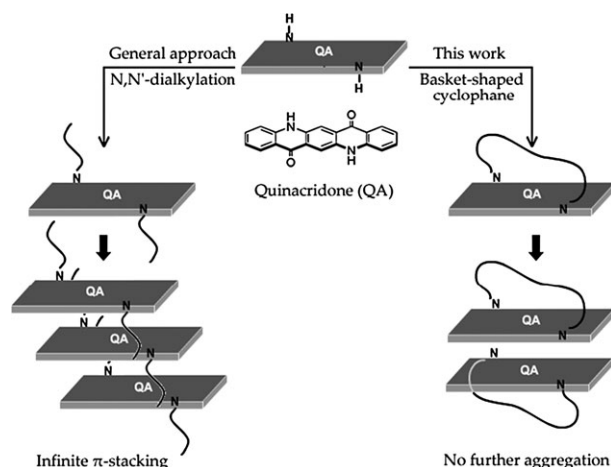 H
N
QA
N
H
General approach
N,N'-dialkylation
This work
Basket-shaped
cyclophane
O
H
N
N
H
O
Quinacridone (QA)
N
QA
N
N
QA
N
N
QA
N
N
QA
N
N
QA
N
N
QA
N
N
QA
N
Infinite π-stacking
No further aggregation